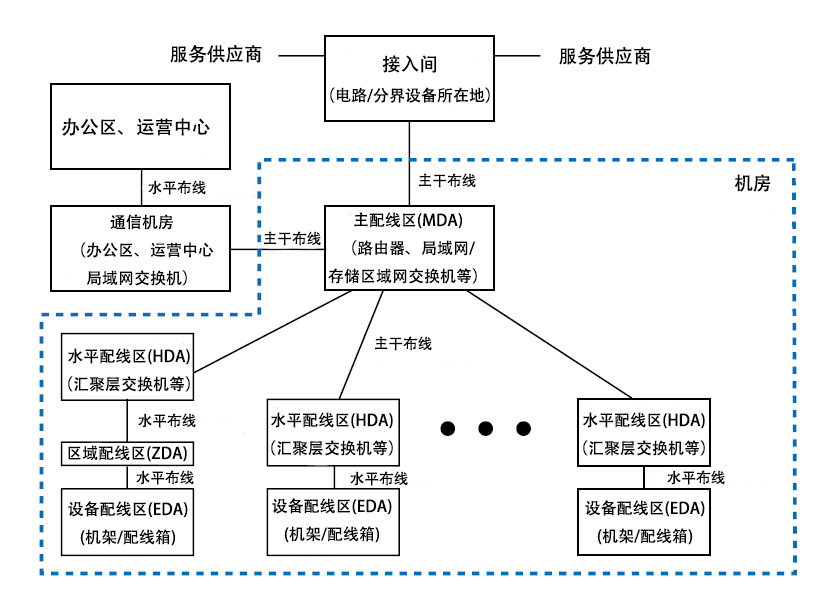 服务供应商
接入间
(电路/分界设备所在地)
服务供应商
办公区、运营中心
水平布线
主干布线
机房
通信机房
(办公区、运营中心
局域网交换机)
主干布线
主配线区(MDA)
(路由器、局域网/
存储区域网交换机等)
主干布线
水平配线区(HDA)
(汇聚层交换机等)
水平布线
区域配线区(ZDA)
水平布线
设备配线区(EDA)
(机架/配线箱)
水平配线区(HDA)
(汇聚层交换机等)
水平布线
设备配线区(EDA)
(机架/配线箱)
水平配线区(HDA)
(汇聚层交换机等)
水平布线
设备配线区(EDA)
(机架/配线箱)